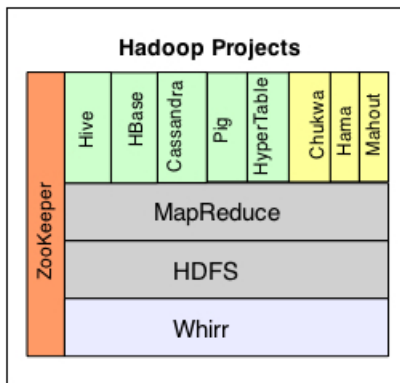 Hadoop Projects
ZooKeeper
Hive
HBase
Cassandra
Pig
HyperTable
Chukwa
Hama
Mahout
MapReduce
HDFS
Whirr